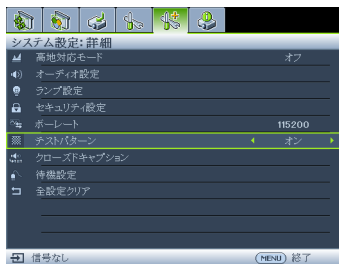 システム設定: 詳細
高地対応モード オフ
オーディオ設定
ランプ設定
セキュリティ設定
ボーレート 115200
テストパターン オン
クローズドキャプション
待機設定
全設定クリア
信号なし MENU 終了